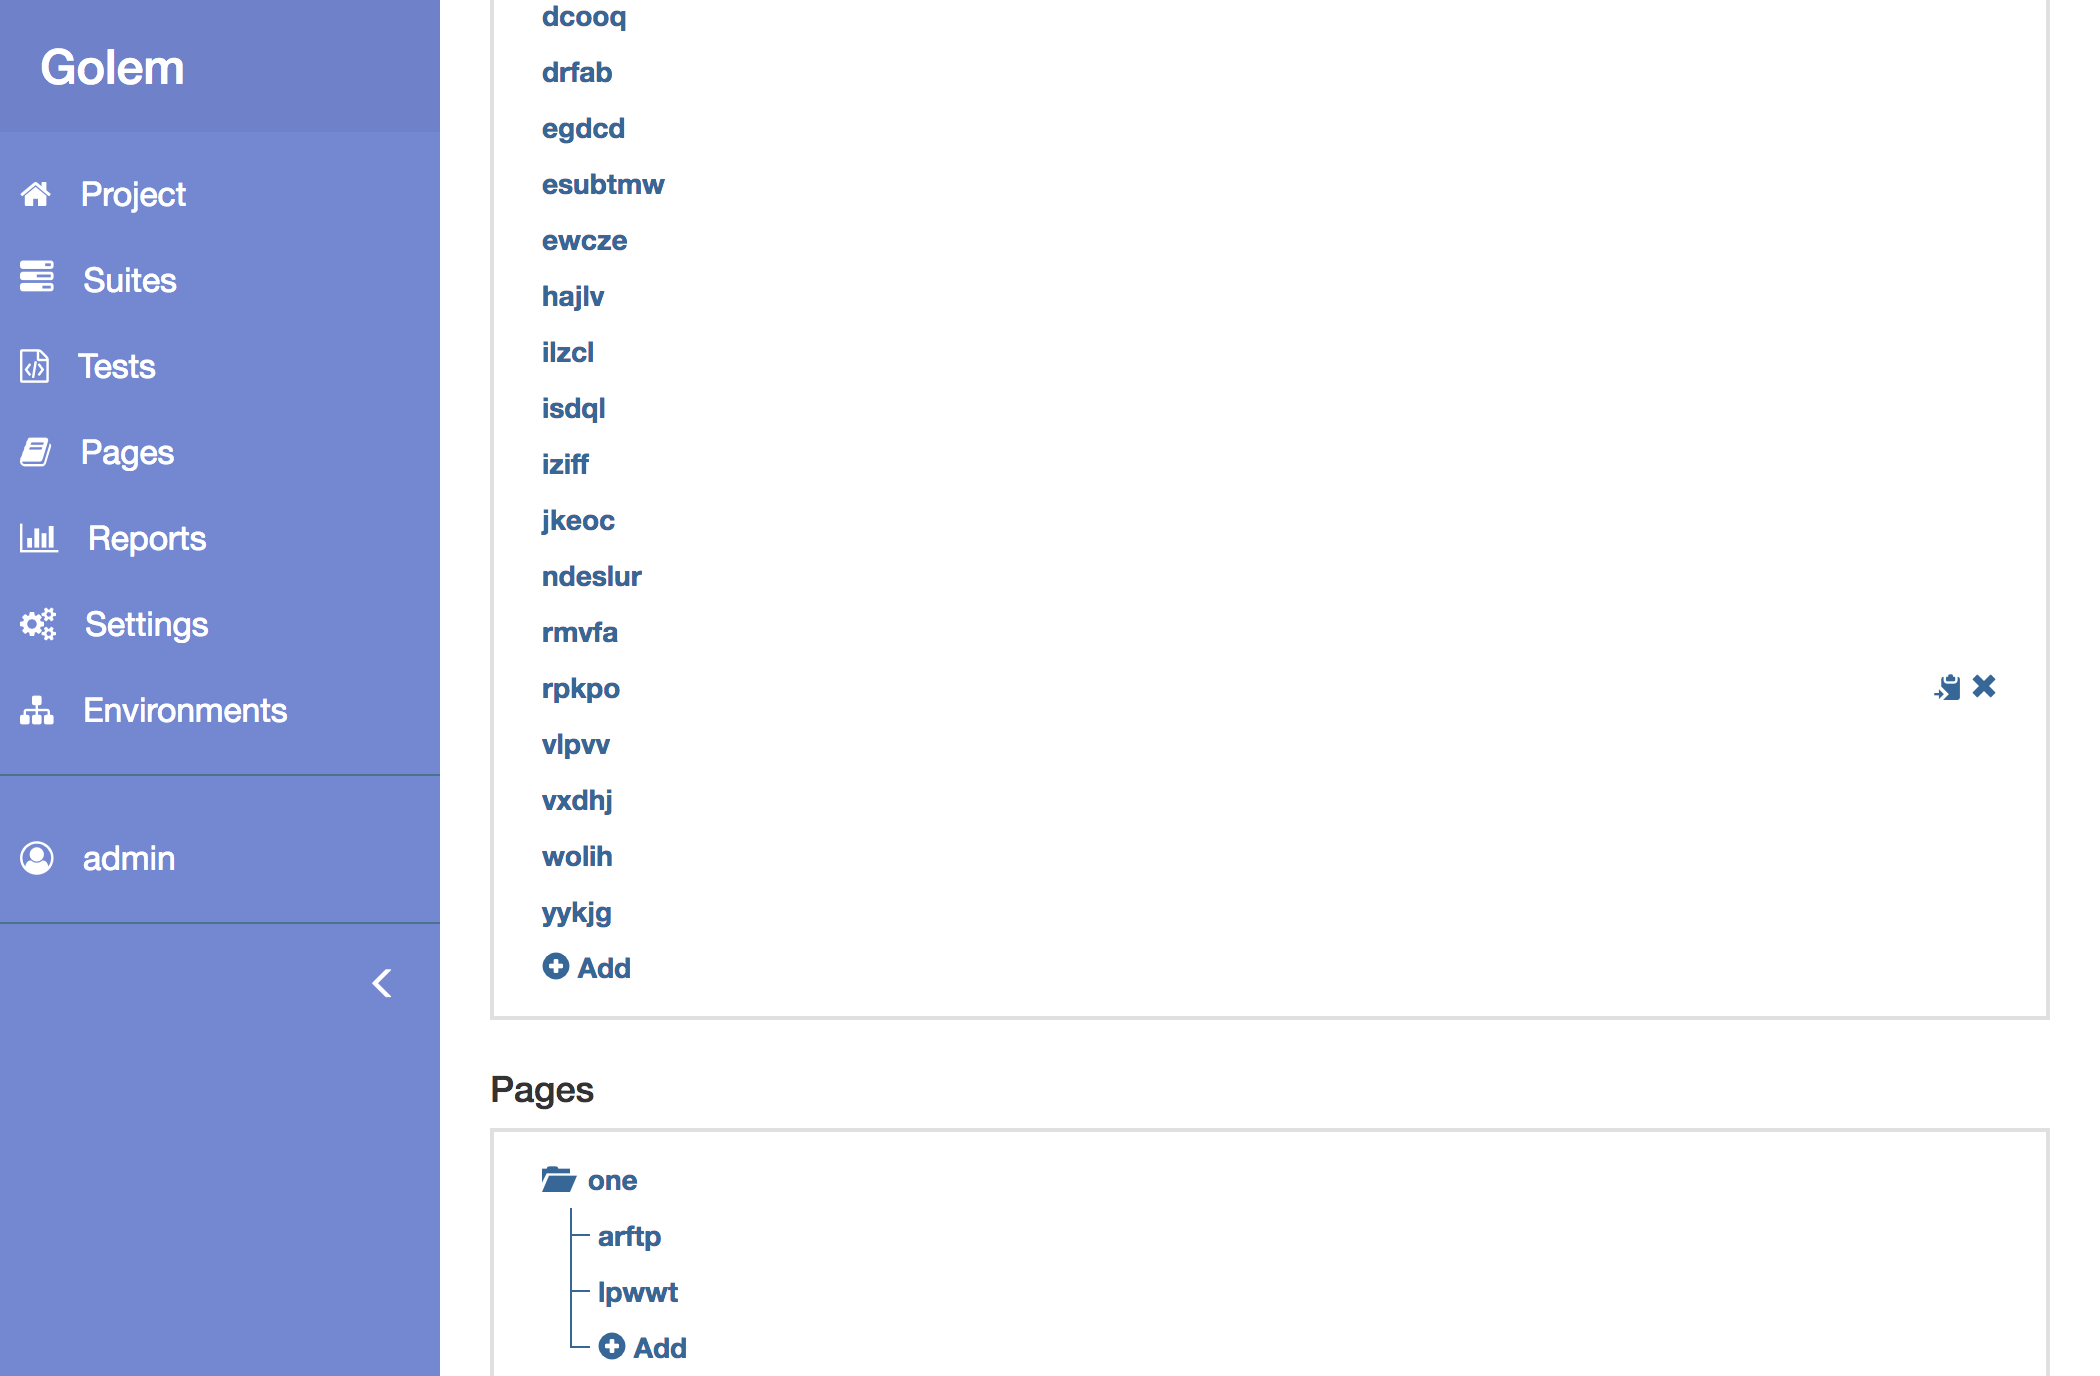 Golem
Project
Suites
Tests
Pages
Reports
Settings
Environments
admin
dcooq
drfab
egdcd
esubtmw
ewcze
hajlv
ilzcl
isdql
iziff
jkeoc
ndeslur
rmvfa
rpkpo
vlpvv
vxdhj
wolih
yykjg
Add
Pages
one
arftp
lpwwt
Add